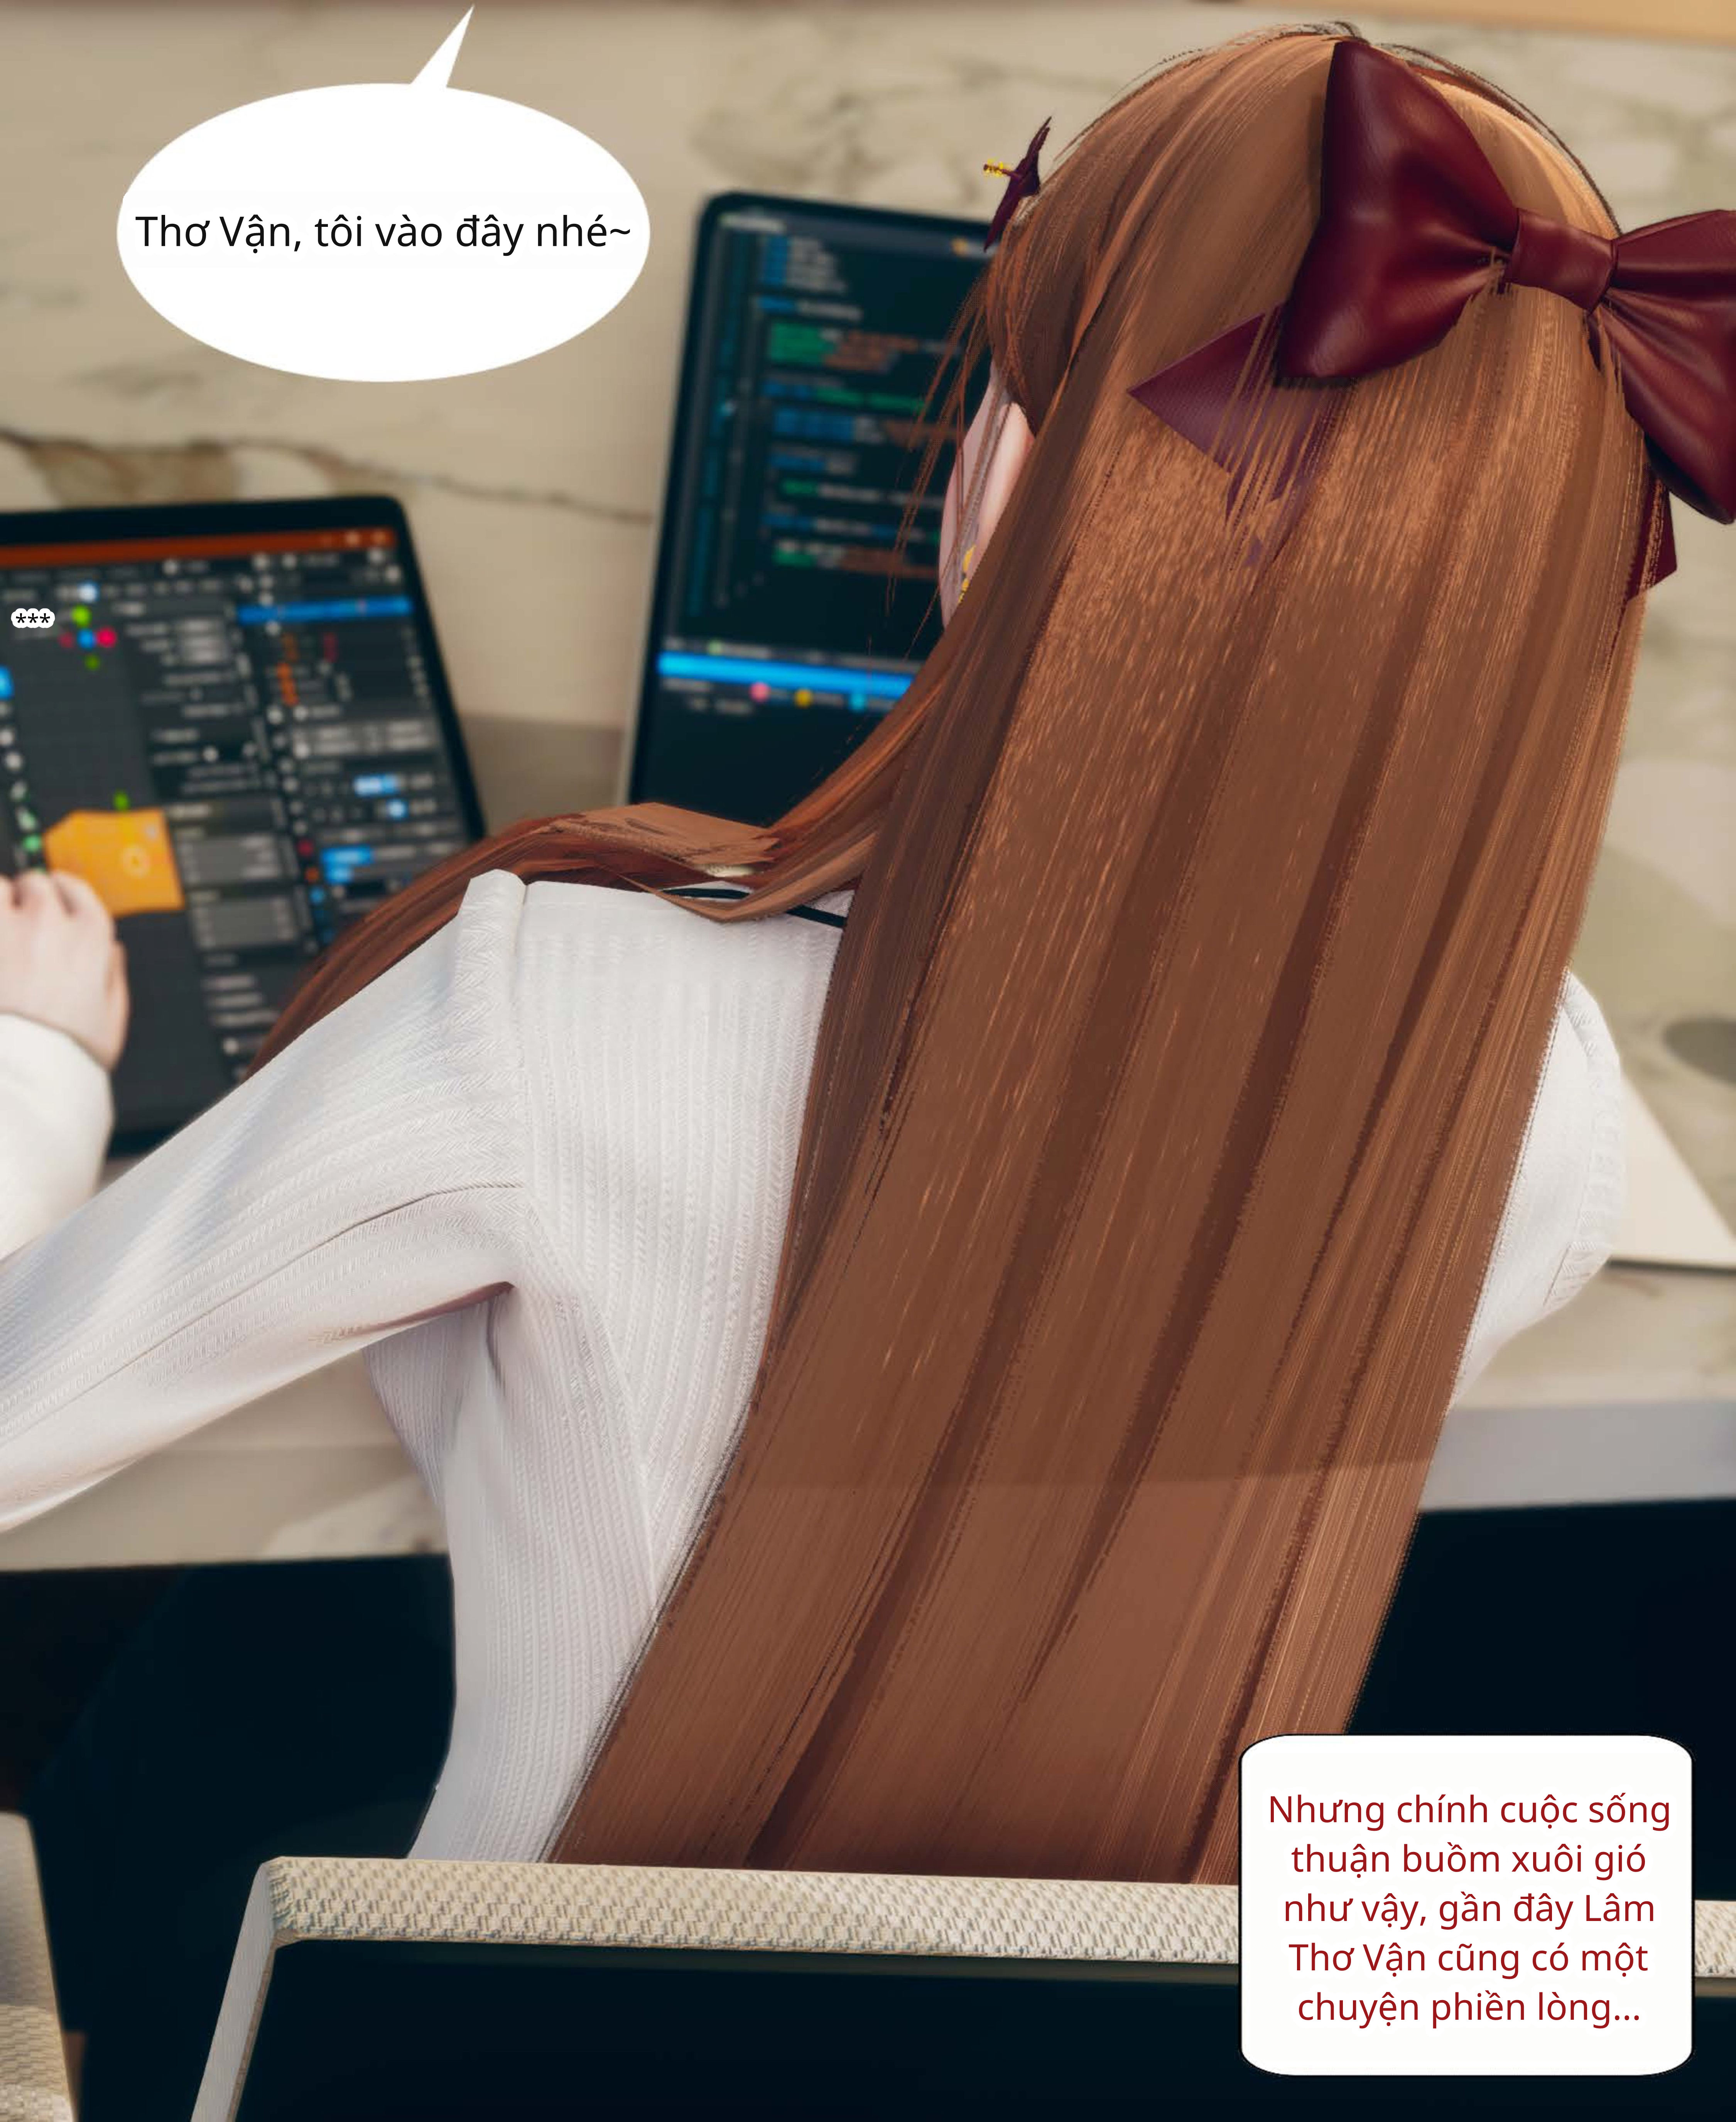 Thơ Vận, tôi vào đây nhé~
***
Nhưng chính cuộc sống
thuận buồm xuôi gió
như vậy, gần đây Lâm
Thơ Vận cũng có một
chuyện phiền lòng...